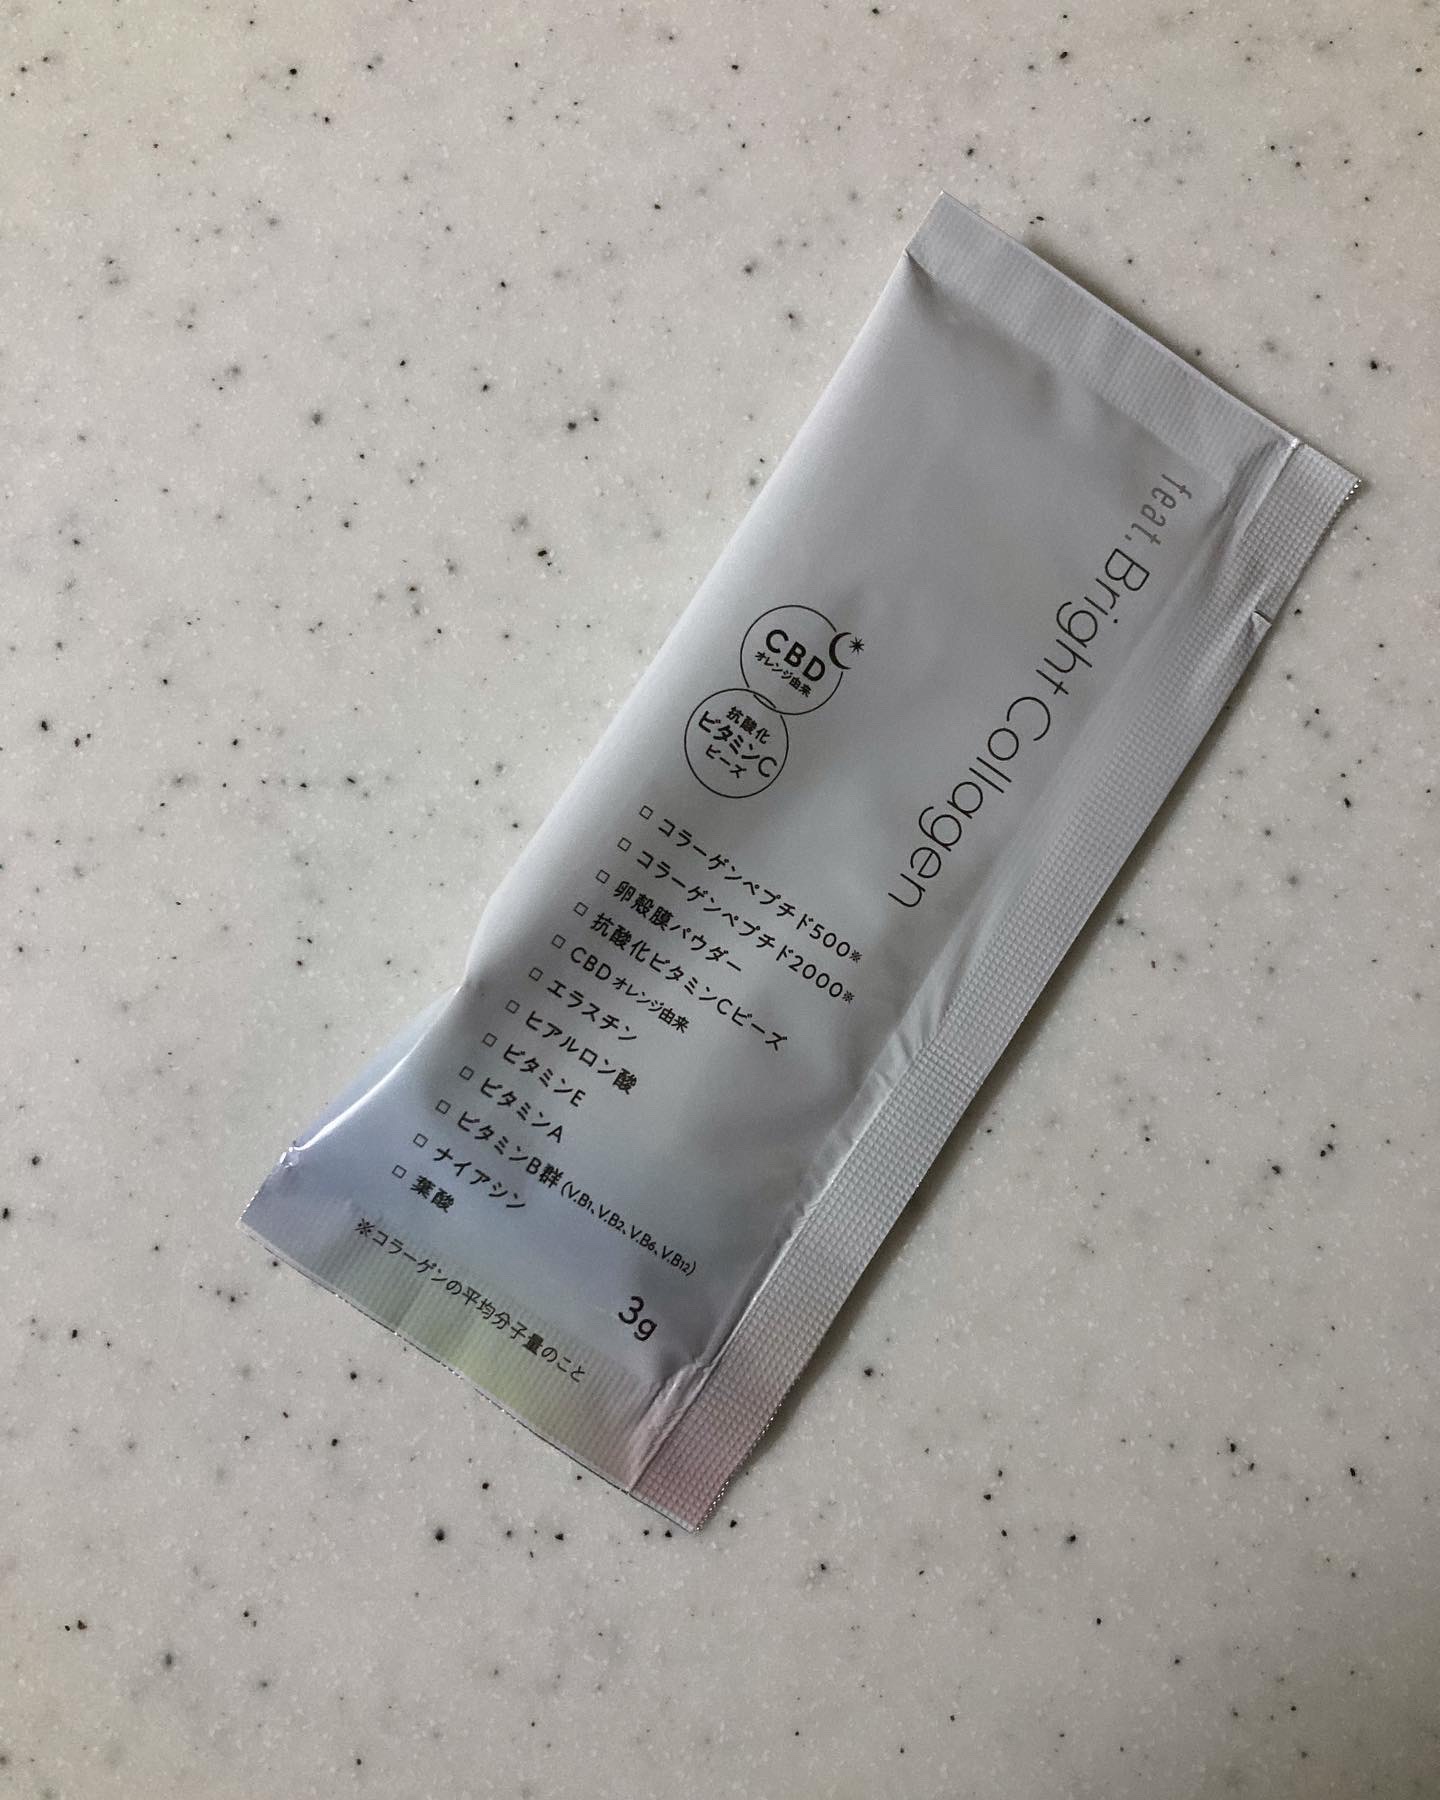 feat. Bright Collagen
CBD
オレンジ由来
抗酸化
ビタミンC
ビーズ
□ コラーゲンペプチド500※
□ コラーゲンペプチド2000※
□ 卵殻膜パウダー
□ 抗酸化ビタミンCビーズ
□ CBD オレンジ由来
□ エラスチン
□ ヒアルロン酸
□ ビタミンE
□ ビタミンA
□ ビタミンB群(V.B1、V.B2、V.B6、V.B12)
□ ナイアシン
□ 葉酸
3g
※コラーゲンの平均分子量のこと